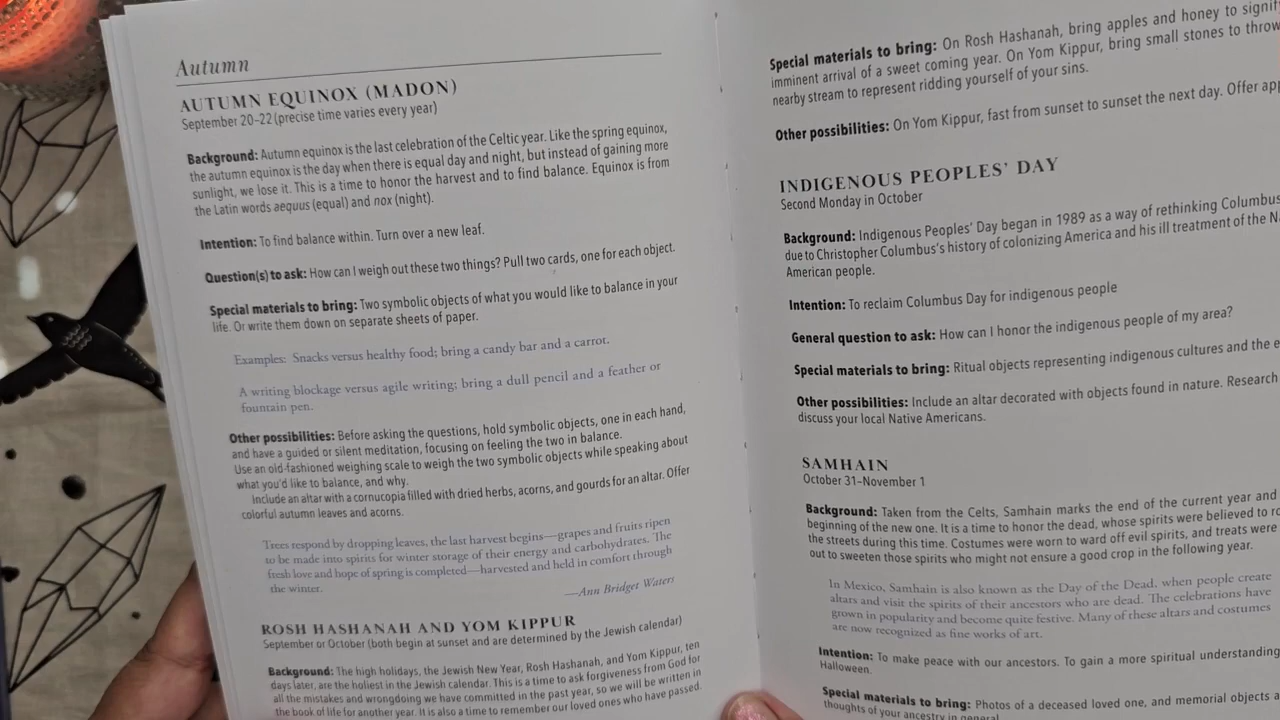 Autumn
AUTUMN EQUINOX (MADON)
September 20–22 (precise time varies every year)
Background: Autumn equinox is the last celebration of the Celtic year. Like the spring equinox,
the autumn equinox is the day when there is equal day and night, but instead of gaining more
sunlight, we lose it. This is a time to honor the harvest and to find balance. Equinox is from
the Latin words aequus (equal) and nox (night).
Intention: To find balance within. Turn over a new leaf.
Question(s) to ask: How can I weigh out these two things? Pull two cards, one for each object.
Special materials to bring: Two symbolic objects of what you would like to balance in your
life. Or write them down on separate sheets of paper.
Examples: Snacks versus healthy food; bring a candy bar and a carrot.
A writing blockage versus agile writing; bring a dull pencil and a feather or
fountain pen.
Other possibilities: Before asking the questions, hold symbolic objects, one in each hand,
and have a guided or silent meditation, focusing on feeling the two in balance.
Use an old-fashioned weighing scale to weigh the two symbolic objects while speaking about
what you'd like to balance, and why.
Include an altar with a cornucopia filled with dried herbs, acorns, and gourds for an altar. Offer
colorful autumn leaves and acorns.
Trees respond by dropping leaves, the last harvest begins—grapes and fruits ripen
to be made into spirits for winter storage of their energy and carbohydrates. The
fresh love and hope of spring is completed—harvested and held in comfort through
the winter.
—Ann Bridget Waters
ROSH HASHANAH AND YOM KIPPUR
September or October (both begin at sunset and are determined by the Jewish calendar)
Background: The high holidays, the Jewish New Year, Rosh Hashanah, and Yom Kippur, ten
days later, are the holiest in the Jewish calendar. This is a time to ask forgiveness from God for
all the mistakes and wrongdoing we have committed in the past year, so we will be written in
the book of life for another year. It is also a time to remember our loved ones who have passed.
Special materials to bring: On Rosh Hashanah, bring apples and honey to
imminent arrival of a sweet coming year. On Yom Kippur, bring small stones to throw
nearby stream to represent ridding yourself of your sins.
Other possibilities: On Yom Kippur, fast from sunset to sunset the next day. Offer
INDIGENOUS PEOPLES' DAY
Second Monday in October
Background: Indigenous Peoples' Day began in 1989 as a way of rethinking Columbus
due to Christopher Columbus's history of colonizing America and his ill treatment of the
American people.
Intention: To reclaim Columbus Day for indigenous people
General question to ask: How can I honor the indigenous people of my area?
Special materials to bring: Ritual objects representing indigenous cultures and the
Other possibilities: Include an altar decorated with objects found in nature. Research
discuss your local Native Americans.
SAMHAIN
October 31–November 1
Background: Taken from the Celts, Samhain marks the end of the current year and
beginning of the new one. It is a time to honor the dead, whose spirits were believed to
the streets during this time. Costumes were worn to ward off evil spirits, and treats were
out to sweeten those spirits who might not ensure a good crop in the following year.
In Mexico, Samhain is also known as the Day of the Dead, when people create
altars and visit the spirits of their ancestors who are dead. The celebrations have
grown in popularity and become quite festive. Many of these altars and costumes
are now recognized as fine works of art.
Intention: To make peace with our ancestors. To gain a more spiritual understanding
Halloween.
Special materials to bring: Photos of a deceased loved one, and memorial objects
thoughts of your ancestry in general